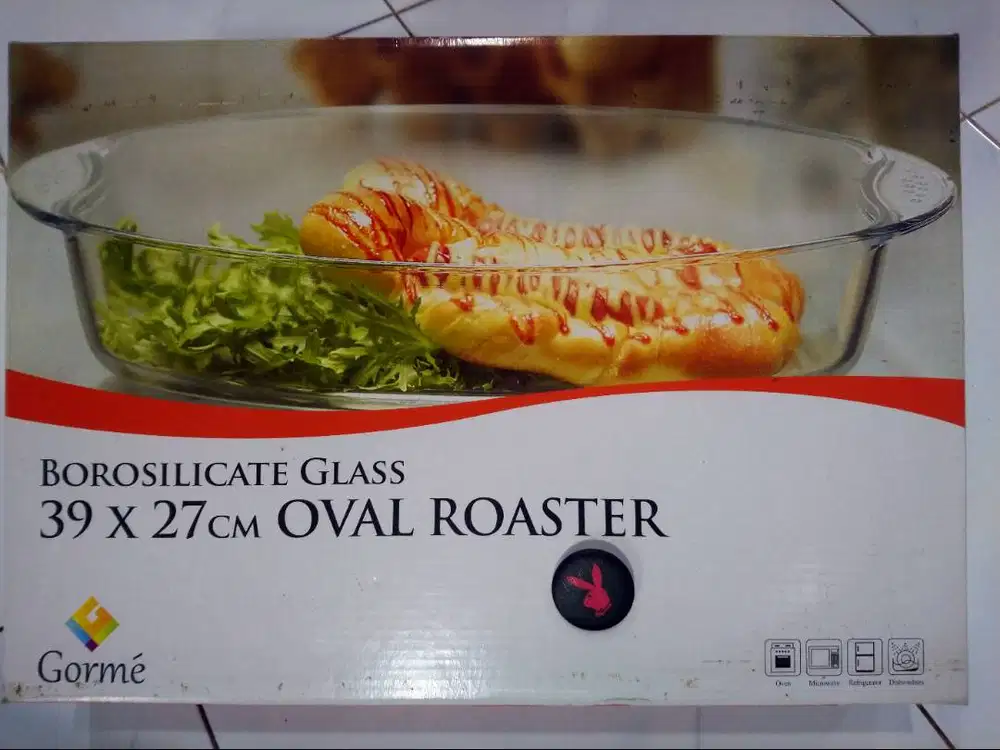 BOROSILICATE GLASS
39 X 27CM OVAL ROASTER
Gormé
Oven Microwave Refrigerator Dishwasher